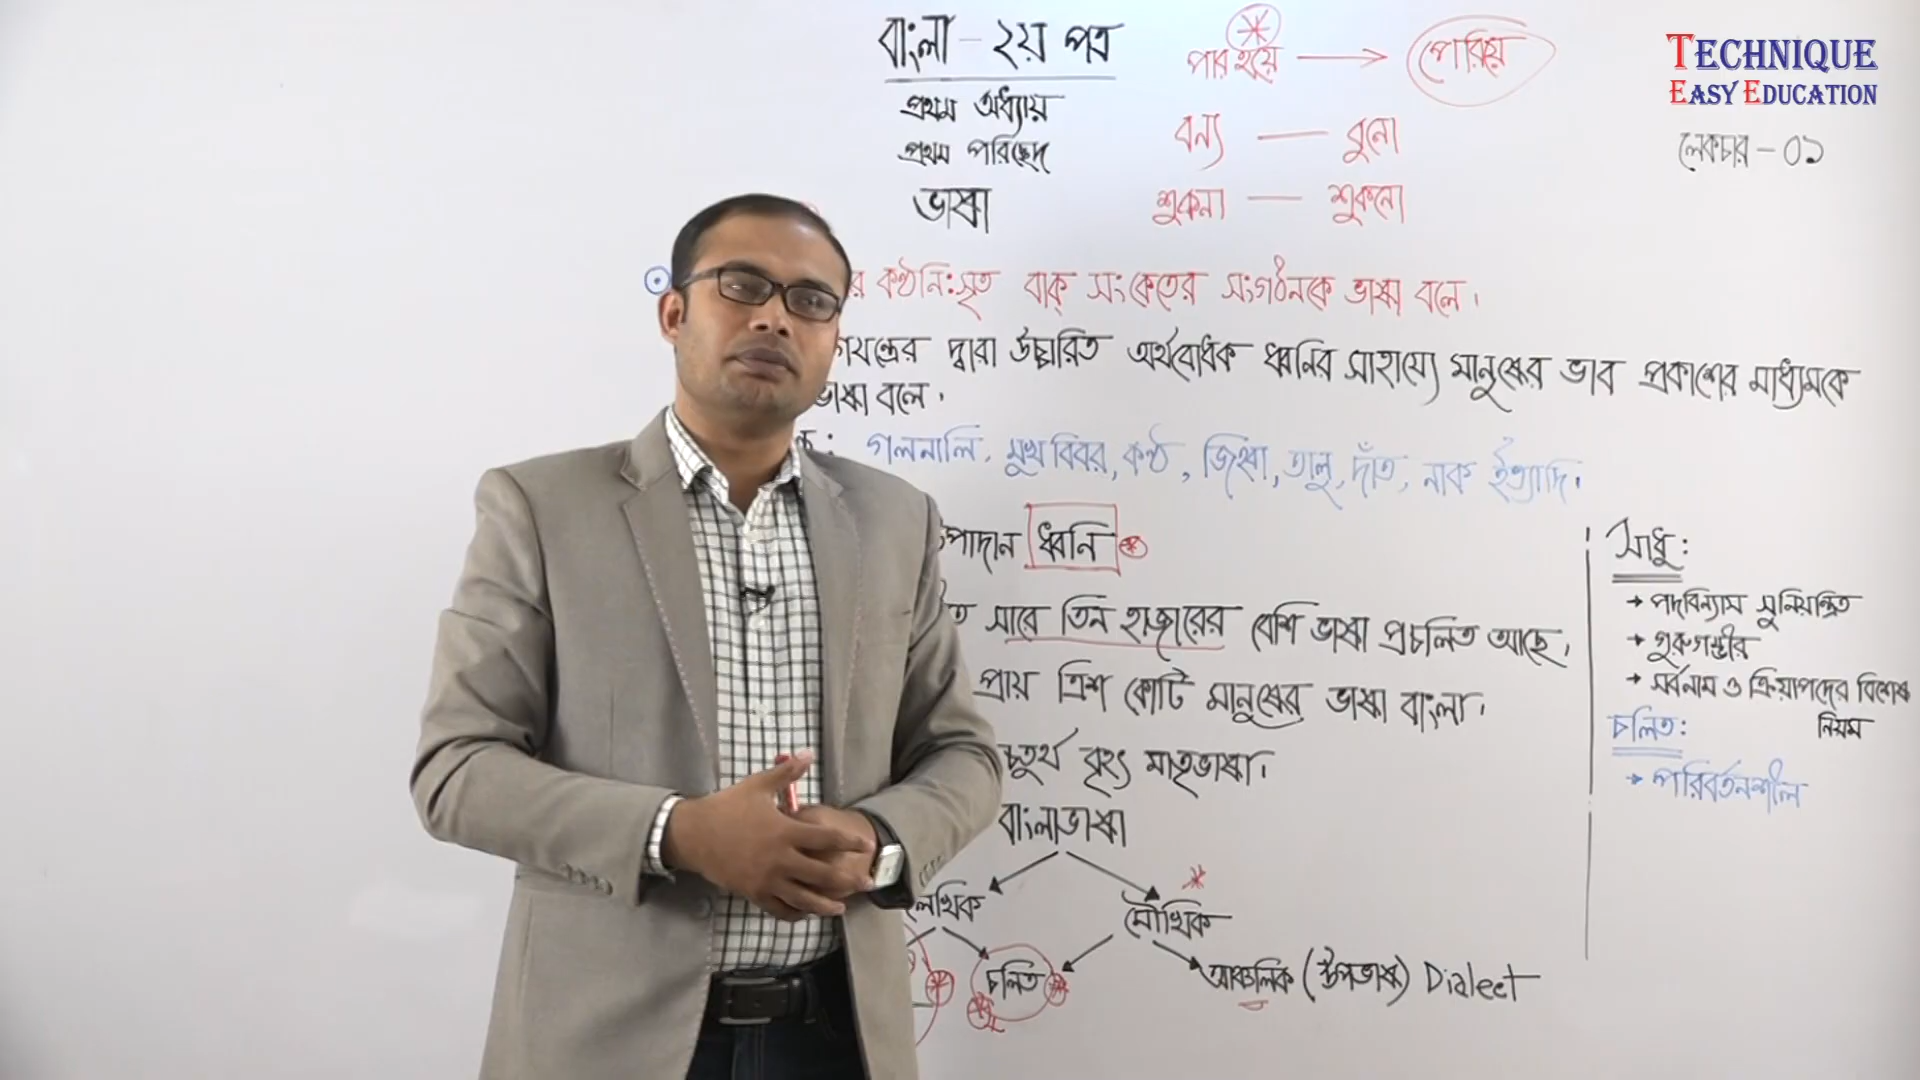 বাংলা - ২য় পত্র
প্রথম অধ্যায়
প্রথম পরিছেদ
ভাষা
পার হয়ে → পেরিয়ে
বন্য — বুনো
শুকনা — শুকনো
TECHNIQUE
EASY EDUCATION
লেকচার - ০১
র কণ্ঠনিঃসৃত বাক্ সংকেতের সংগঠনকে ভাষা বলে।
গযন্ত্রের দ্বারা উচ্চারিত অর্থবোধক ধ্বনির সাহায্যে মানুষের ভাব প্রকাশের মাধ্যমকে
ভাষা বলে।
গলনালি, মুখবিবর, কণ্ঠ, জিহ্বা, তালু, দাঁত, নাক ইত্যাদি।
উপাদান ধ্বনি
সারে তিন হাজারের বেশি ভাষা প্রচলিত আছে।
প্রায় ত্রিশ কোটি মানুষের ভাষা বাংলা।
চতুর্থ বৃহৎ মাতৃভাষা।
বাংলাভাষা
লেখিক মৌখিক
চলিত আঞ্চলিক (উপভাষা) Dialect
সাধু:
→ পদবিন্যাস সুনিয়ন্ত্রিত
→ গুরুগম্ভীর
→ সর্বনাম ও ক্রিয়াপদের বিশেষ
নিয়ম
চলিত:
→ পরিবর্তনশীল